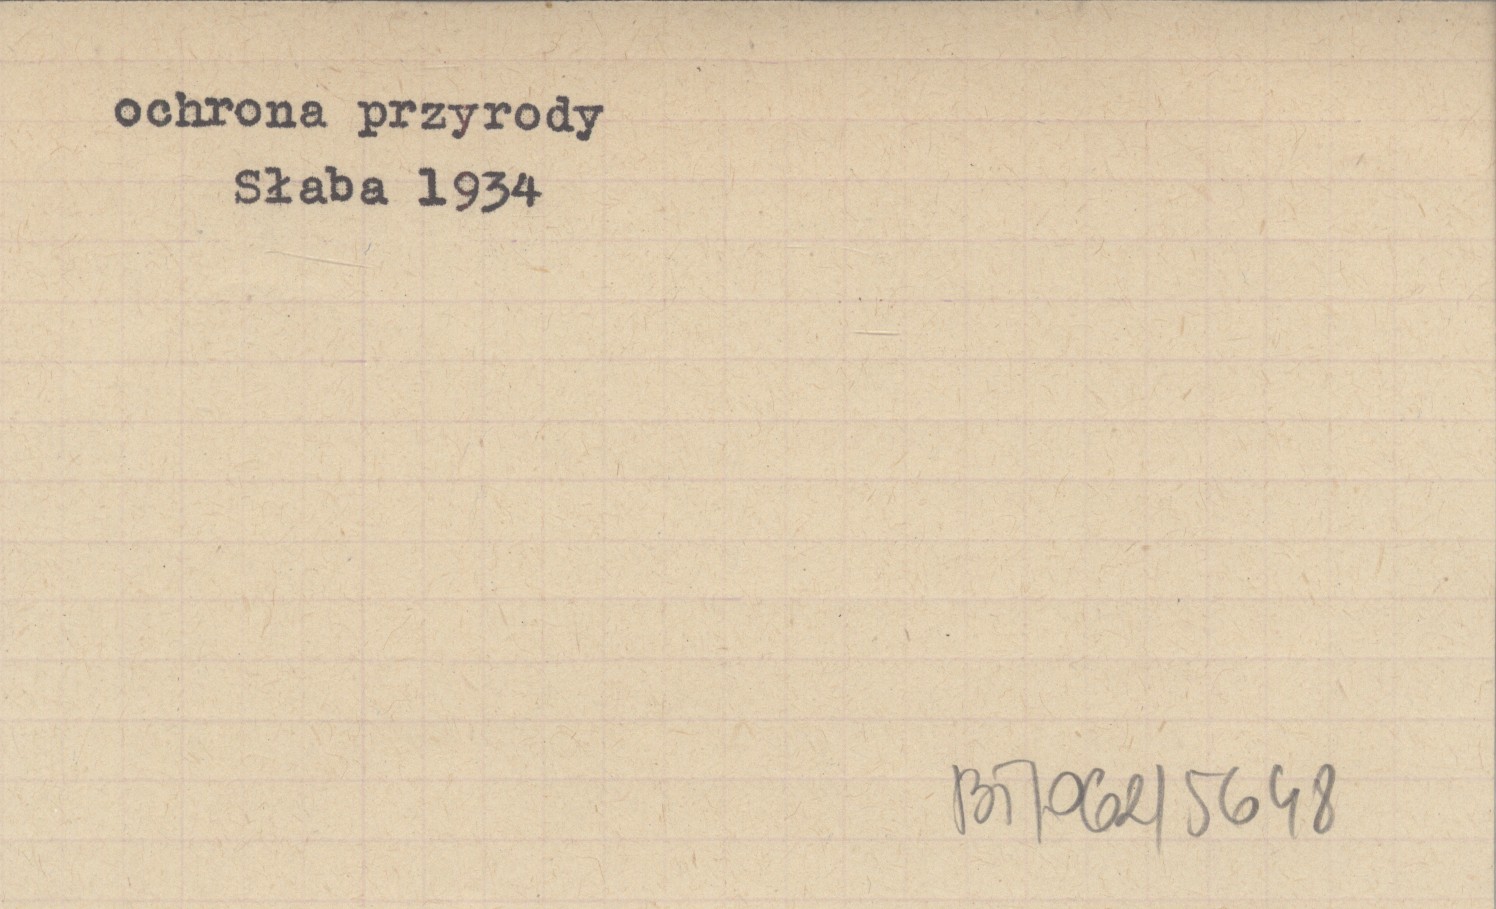 ochrona przyrody
Słaba 1934
BT/062/5648